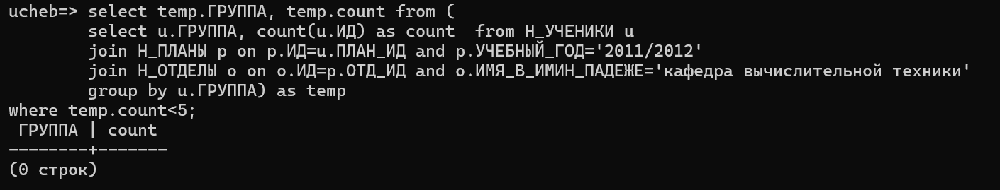 ucheb=> select temp.ГРУППА, temp.count from (
select u.ГРУППА, count(u.ИД) as count  from Н_УЧЕНИКИ u
join Н_ПЛАНЫ p on p.ИД=u.ПЛАН_ИД and p.УЧЕБНЫЙ_ГОД='2011/2012'
join Н_ОТДЕЛЫ o on o.ИД=p.ОТД_ИД and o.ИМЯ_В_ИМИН_ПАДЕЖЕ='кафедра вычислительной техники'
group by u.ГРУППА) as temp
where temp.count<5;
ГРУППА | count
--------+-------
(0 строк)